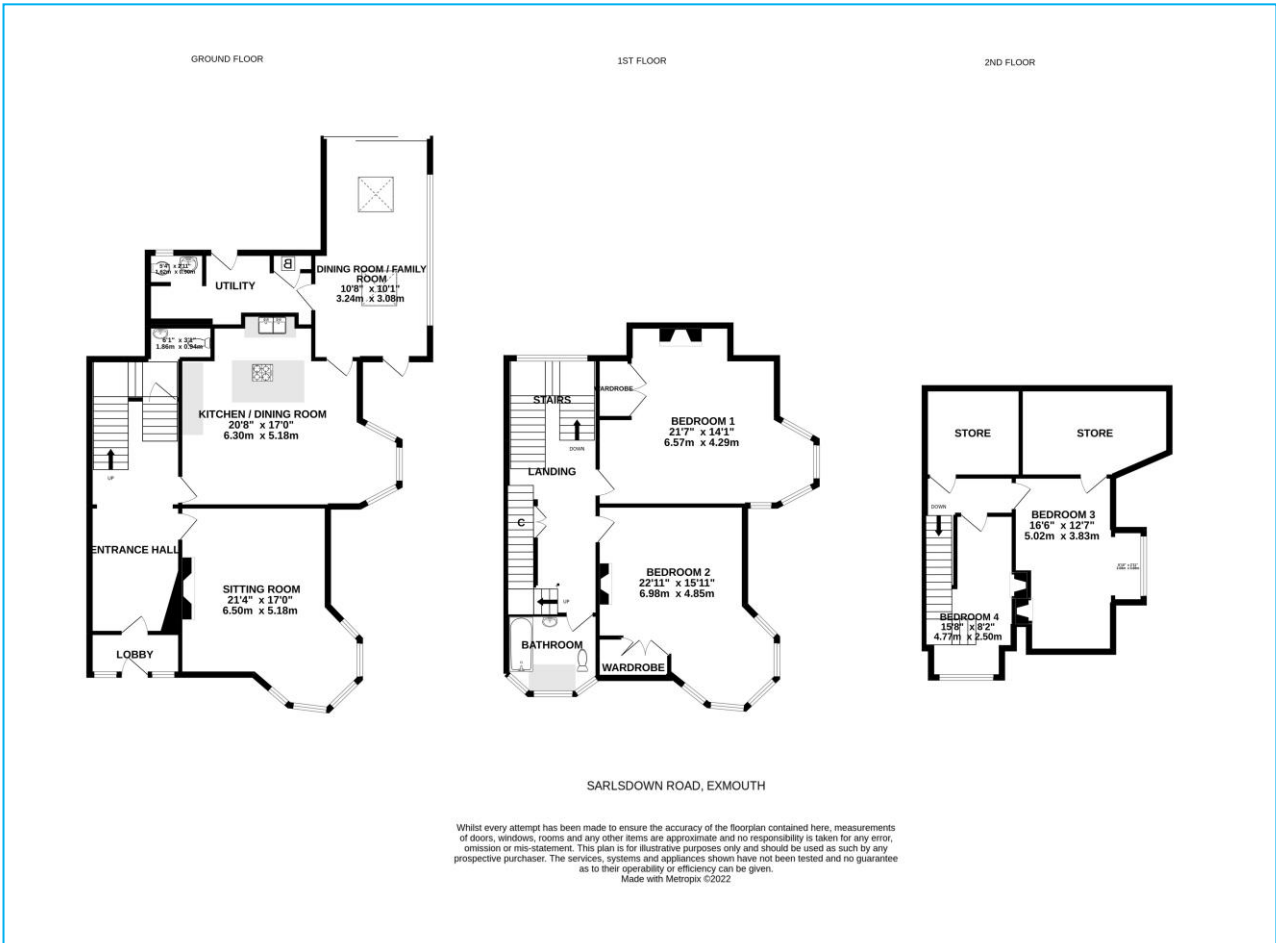 GROUND FLOOR
1ST FLOOR
2ND FLOOR
5'4" x 2'11"
UTILITY
B
DINING ROOM / FAMILY
ROOM
10'8" x 10'1"
3.24m x 3.08m
6'1" x 3'1"
1.86m x 0.94m
KITCHEN / DINING ROOM
20'8" x 17'0"
6.30m x 5.18m
UP
ENTRANCE HALL
SITTING ROOM
21'4" x 17'0"
6.50m x 5.18m
LOBBY
WARDROBE
STAIRS
BEDROOM 1
21'7" x 14'1"
6.57m x 4.29m
DOWN
LANDING
C
BEDROOM 2
22'11" x 15'11"
6.98m x 4.85m
UP
BATHROOM
WARDROBE
STORE
STORE
DOWN
BEDROOM 3
16'6" x 12'7"
5.02m x 3.83m
BEDROOM 4
15'8" x 8'2"
4.77m x 2.50m
SARLSDOWN ROAD, EXMOUTH
Whilst every attempt has been made to ensure the accuracy of the floorplan contained here, measurements
of doors, windows, rooms and any other items are approximate and no responsibility is taken for any error,
omission or mis-statement. This plan is for illustrative purposes only and should be used as such by any
prospective purchaser. The services, systems and appliances shown have not been tested and no guarantee
as to their operability or efficiency can be given.
Made with Metropix ©2022